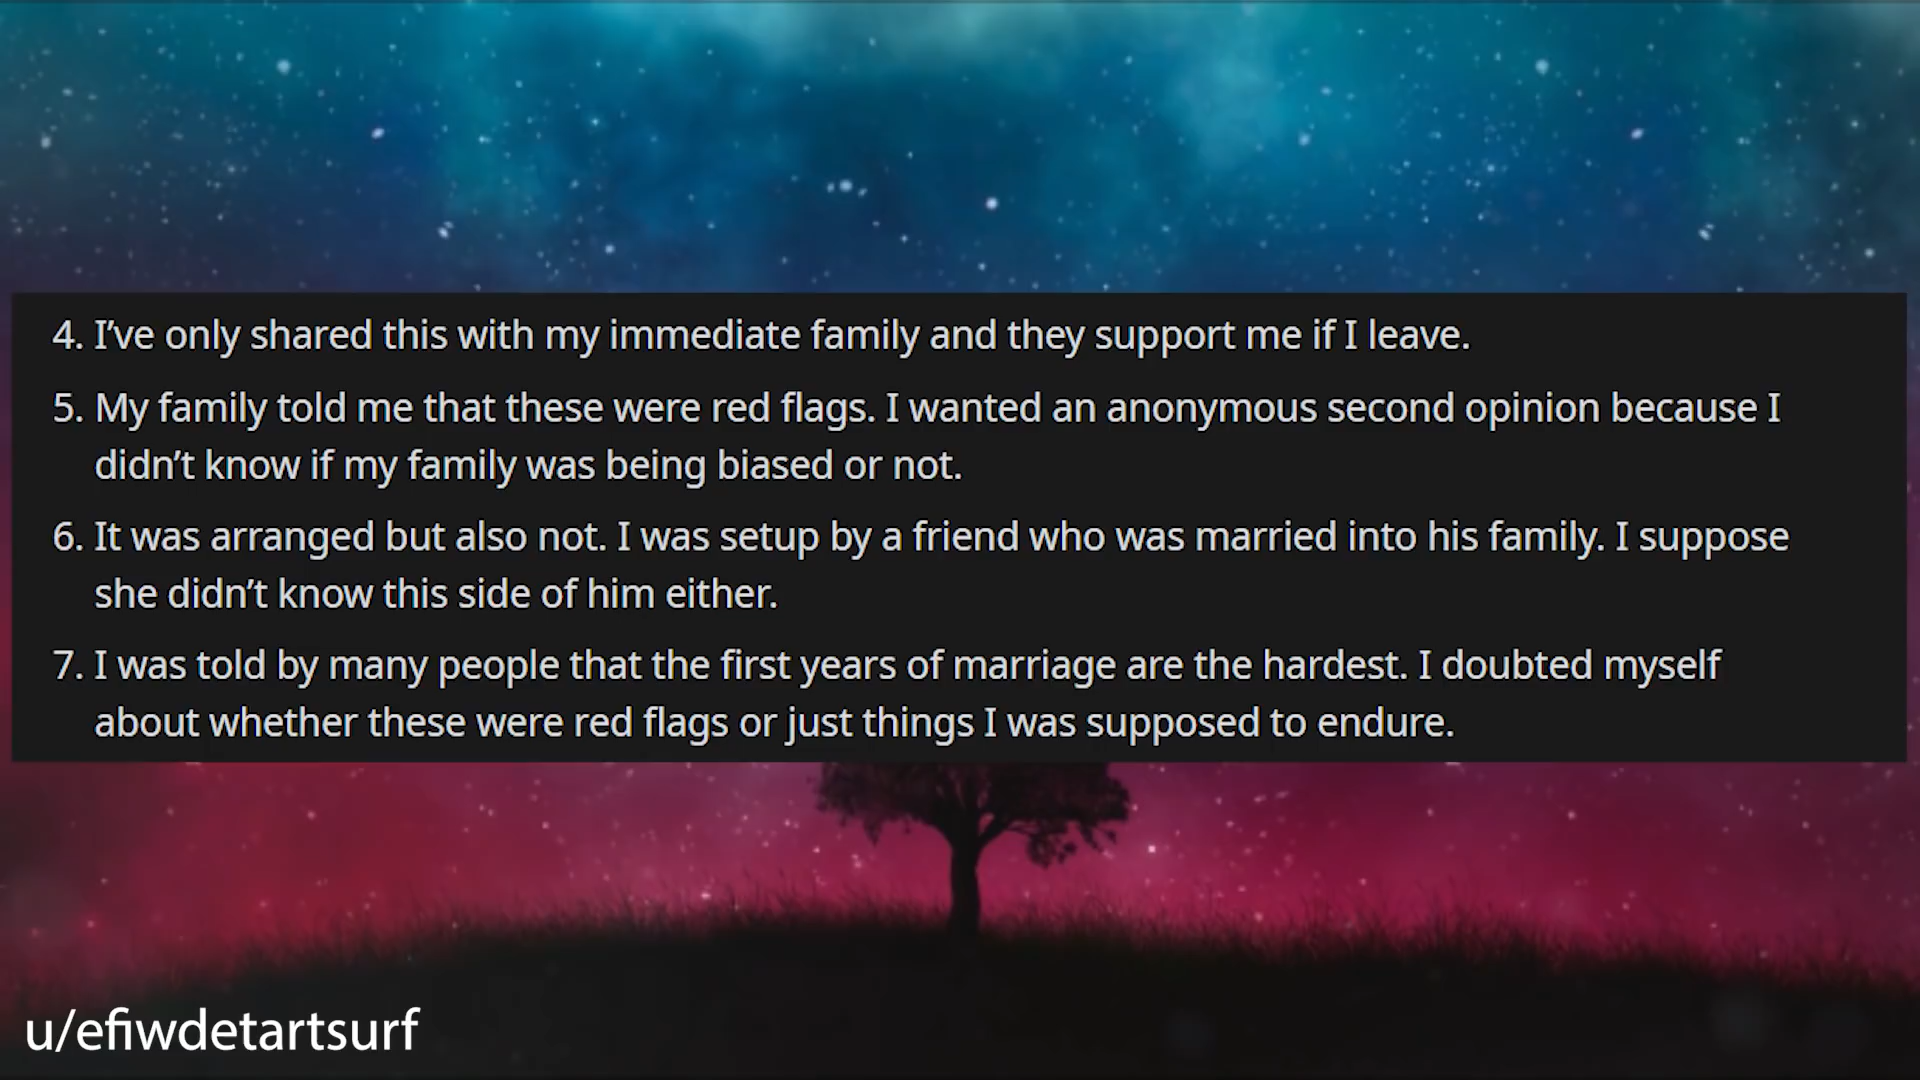 4. I’ve only shared this with my immediate family and they support me if I leave.
5. My family told me that these were red flags. I wanted an anonymous second opinion because I
didn’t know if my family was being biased or not.
6. It was arranged but also not. I was setup by a friend who was married into his family. I suppose
she didn’t know this side of him either.
7. I was told by many people that the first years of marriage are the hardest. I doubted myself
about whether these were red flags or just things I was supposed to endure.
u/efiwdetartsurf